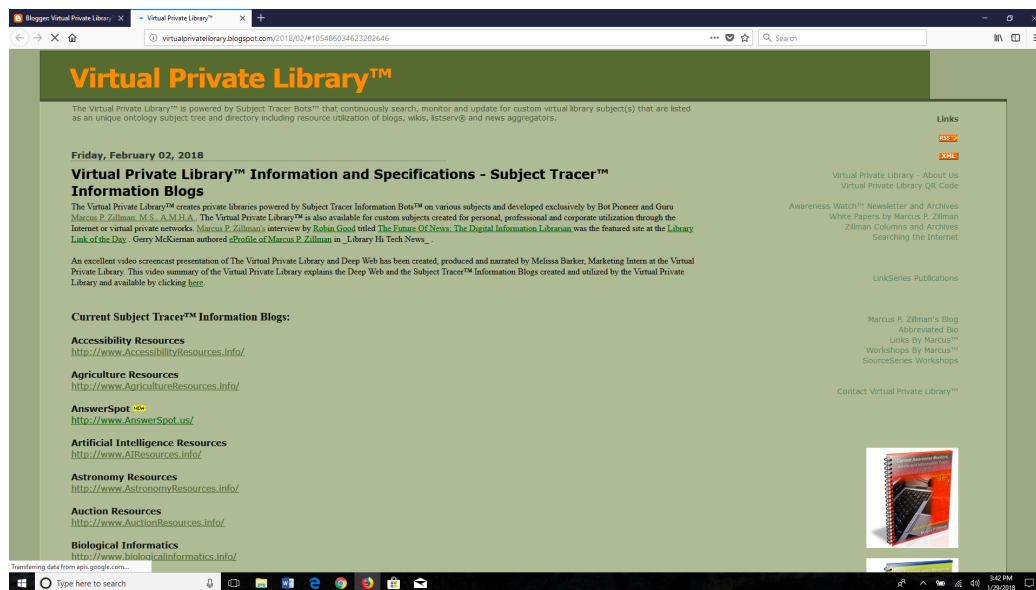 Blogger: Virtual Private Library
Virtual Private Library™
virtualprivatelibrary.blogspot.com/2018/02/#105486034623202646
Search
Virtual Private Library™
The Virtual Private Library™ is powered by Subject Tracer Bots™ that continuously search, monitor and update for custom virtual library subject(s) that are listed
as an unique ontology subject tree and directory including resource utilization of blogs, wikis, listserv® and news aggregators.
Friday, February 02, 2018
Virtual Private Library™ Information and Specifications - Subject Tracer™
Information Blogs
The Virtual Private Library™ creates private libraries powered by Subject Tracer Information Bots™ on various subjects and developed exclusively by Bot Pioneer and Guru
Marcus P. Zillman, M.S., A.M.H.A.. The Virtual Private Library™ is also available for custom subjects created for personal, professional and corporate utilization through the
Internet or virtual private networks. Marcus P. Zillman's interview by Robin Good titled The Future Of News: The Digital Information Librarian was the featured site at the Library
Link of the Day . Gerry McKiernan authored eProfile of Marcus P. Zillman in _Library Hi Tech News_ .
An excellent video screencast presentation of The Virtual Private Library and Deep Web has been created, produced and narrated by Melissa Barker, Marketing Intern at the Virtual
Private Library. This video summary of the Virtual Private Library explains the Deep Web and the Subject Tracer™ Information Blogs created and utilized by the Virtual Private
Library and available by clicking here.
Current Subject Tracer™ Information Blogs:
Accessibility Resources
http://www.AccessibilityResources.info/
Agriculture Resources
http://www.AgricultureResources.info/
AnswerSpot NEW
http://www.AnswerSpot.us/
Artificial Intelligence Resources
http://www.AIResources.info/
Astronomy Resources
http://www.AstronomyResources.info/
Auction Resources
http://www.AuctionResources.info/
Biological Informatics
http://www.biologicalinformatics.info/
Links
RSS
XML
Virtual Private Library - About Us
Virtual Private Library QR Code
Awareness Watch™ Newsletter and Archives
White Papers by Marcus P. Zillman
Zillman Columns and Archives
Searching the Internet
LinkSeries Publications
Marcus P. Zillman's Blog
Abbreviated Bio
Links By Marcus™
Workshops By Marcus™
SourceSeries Workshops
Contact Virtual Private Library™
Transferring data from apis.google.com...
Type here to search
3:42 PM
1/29/2018